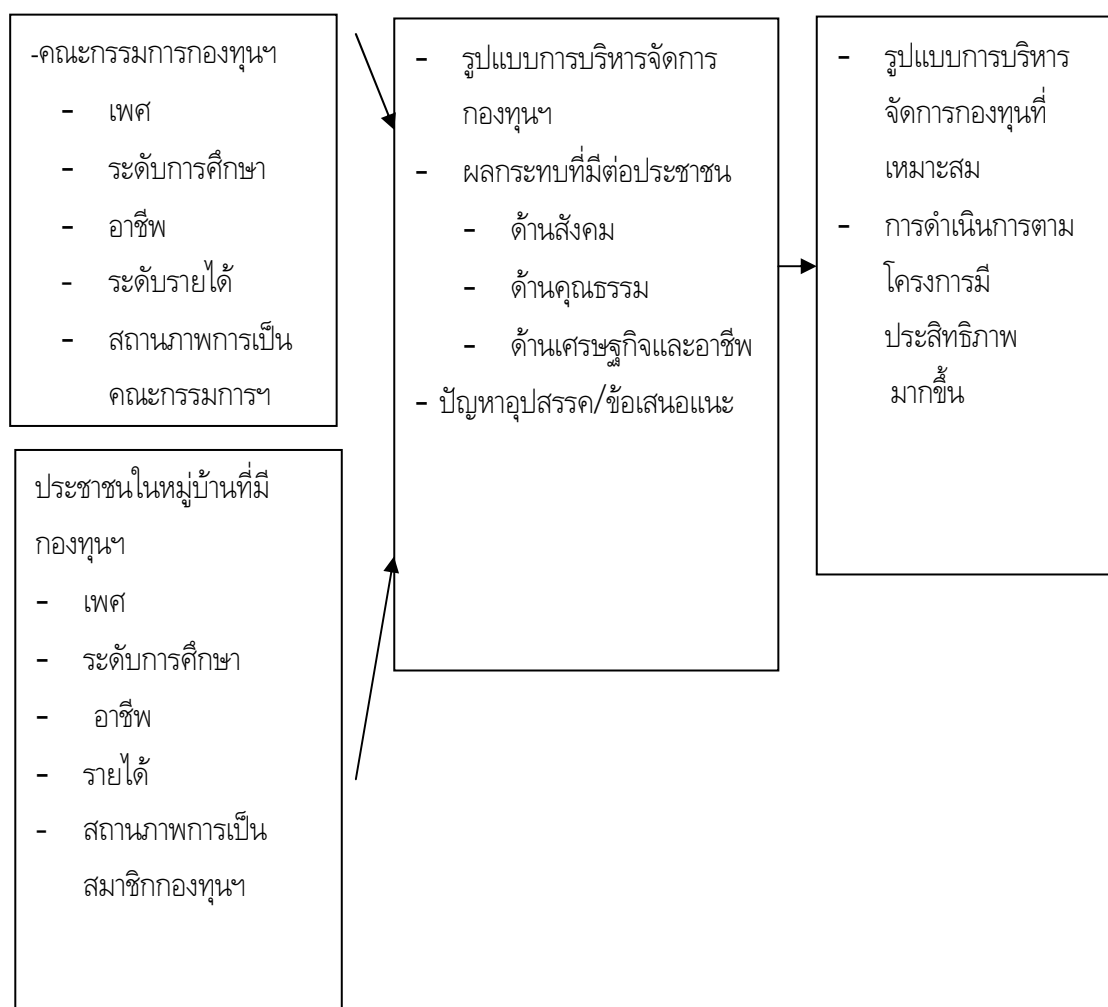 -คณะกรรมการกองทุนฯ
- เพศ
- ระดับการศึกษา
- อาชีพ
- ระดับรายได้
- สถานภาพการเป็น
คณะกรรมการฯ
ประชาชนในหมู่บ้านที่มี
กองทุนฯ
- เพศ
- ระดับการศึกษา
- อาชีพ
- รายได้
- สถานภาพการเป็น
สมาชิกกองทุนฯ
- รูปแบบการบริหารจัดการ
กองทุนฯ
- ผลกระทบที่มีต่อประชาชน
- ด้านสังคม
- ด้านคุณธรรม
- ด้านเศรษฐกิจและอาชีพ
- ปัญหาอุปสรรค/ข้อเสนอแนะ
- รูปแบบการบริหาร
จัดการกองทุนที่
เหมาะสม
- การดำเนินการตาม
โครงการมี
ประสิทธิภาพ
มากขึ้น